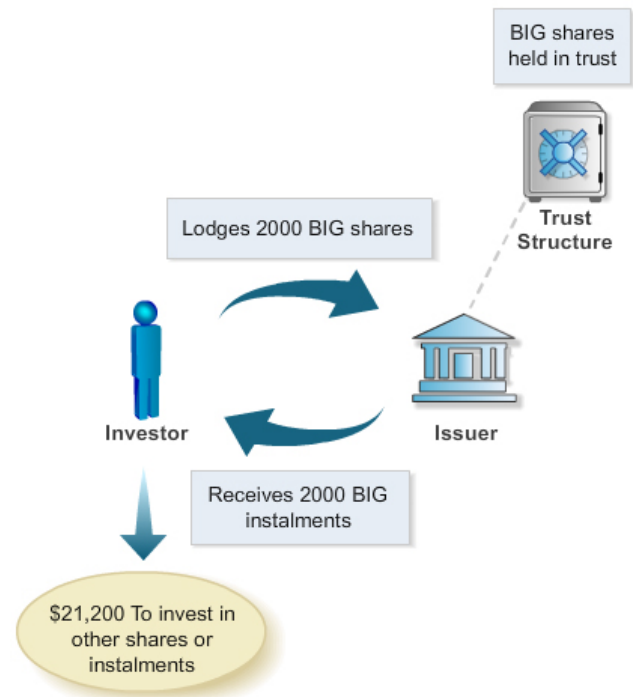 BIG shares
held in trust
Trust
Structure
Lodges 2000 BIG shares
Investor
Issuer
Receives 2000 BIG
instalments
$21,200 To invest in
other shares or
instalments